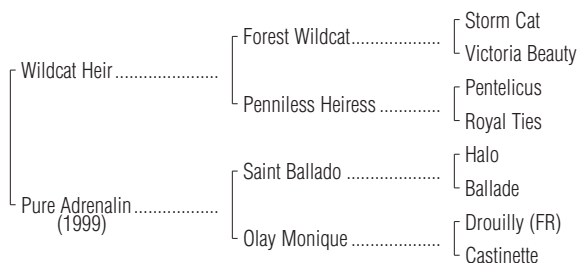 Storm Cat
Forest Wildcat....................
Victoria Beauty
Wildcat Heir.......................
Pentelicus
Penniless Heiress..............
Royal Ties
Halo
Saint Ballado .....................
Ballade
Pure Adrenalin...................
(1999)
Drouilly (FR)
Olay Monique....................
Castinette